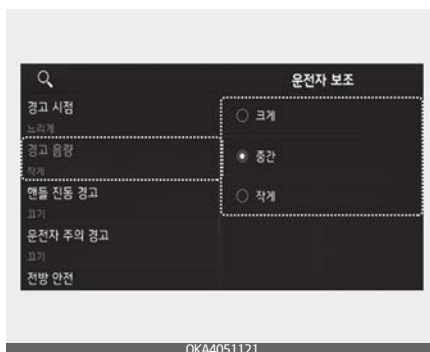 운전자 보조
경고 시점
느리게
경고 음량
작게
핸들 진동 경고
끄기
운전자 주의 경고
끄기
전방 안전
크게
중간
작게
OKA4051121